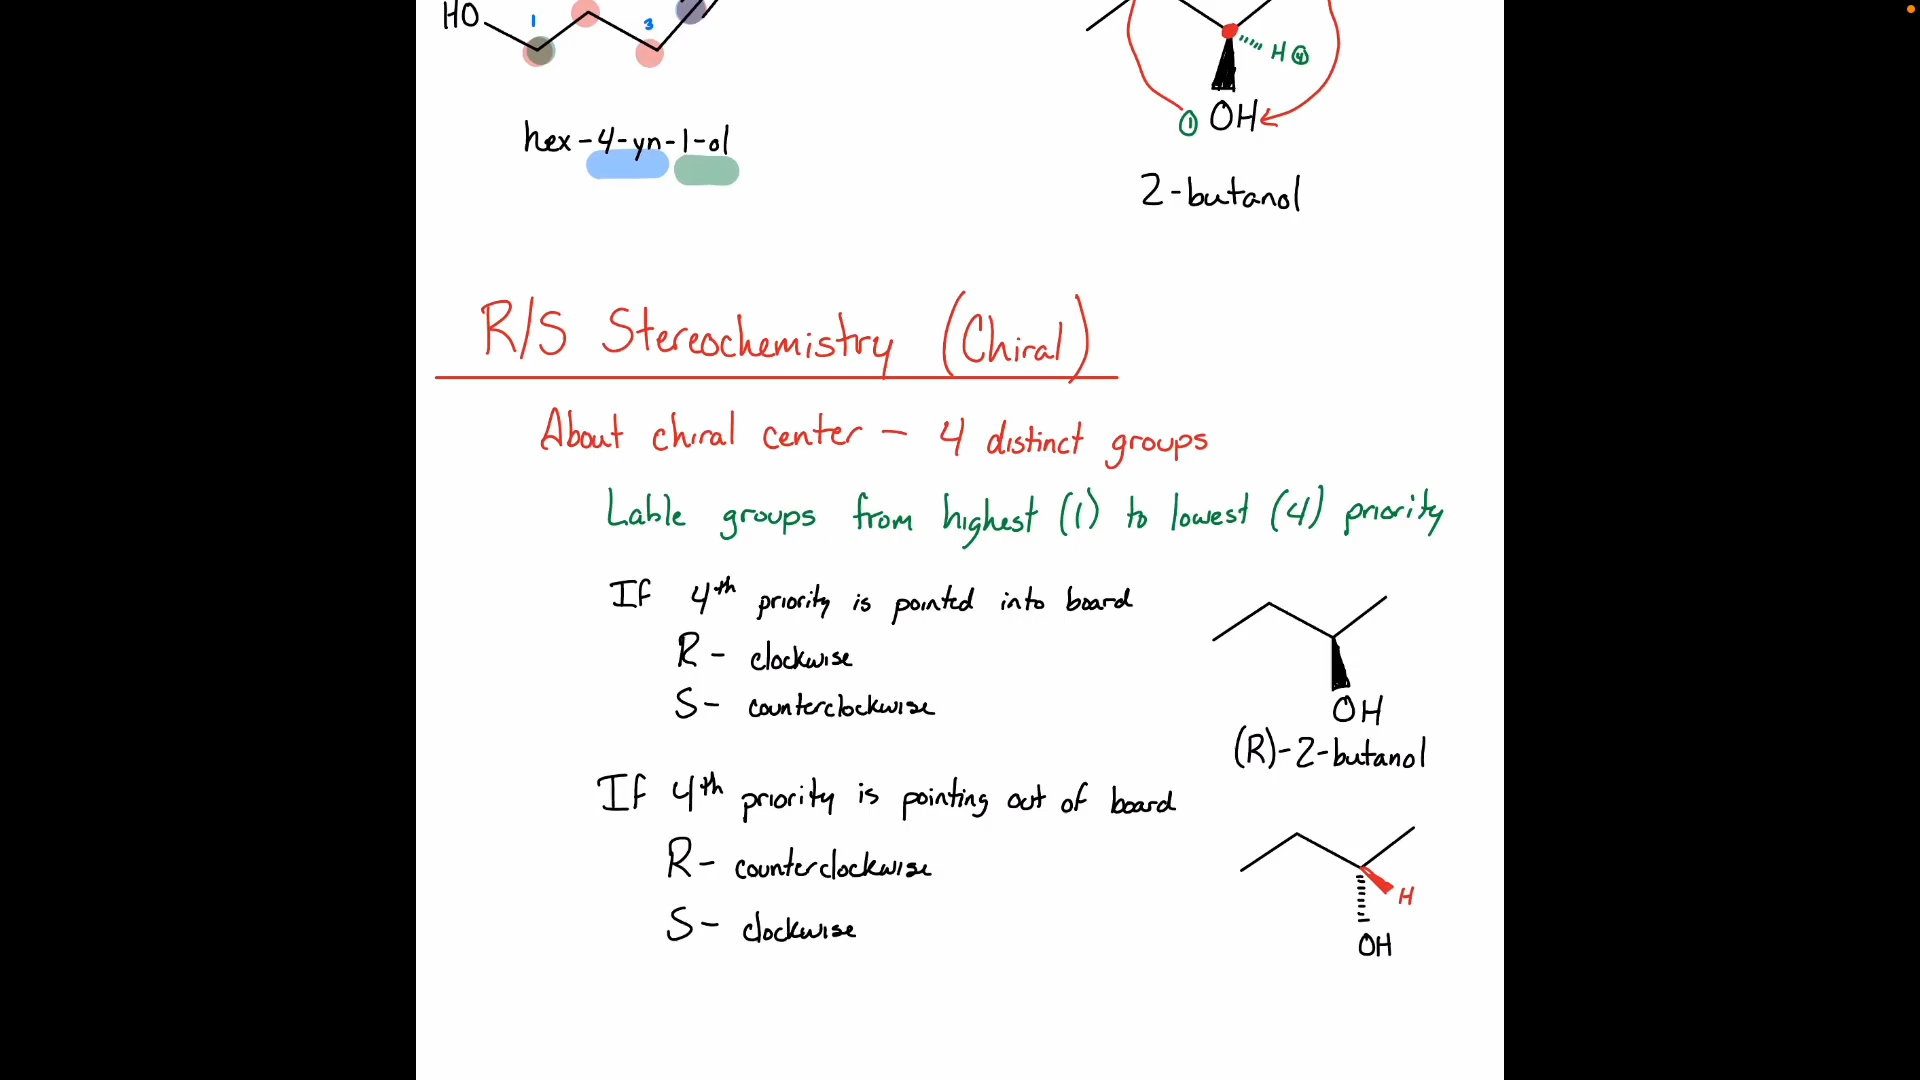 HO
1
3
hex-4-yn-1-ol
H 4
1 OH
2-butanol
R/S Stereochemistry (Chiral)
About chiral center - 4 distinct groups
Lable groups from highest (1) to lowest (4) priority
If 4th priority is pointed into board
R - clockwise
S - counterclockwise
OH
(R)-2-butanol
If 4th priority is pointing out of board
R - counterclockwise
S - clockwise
H
OH